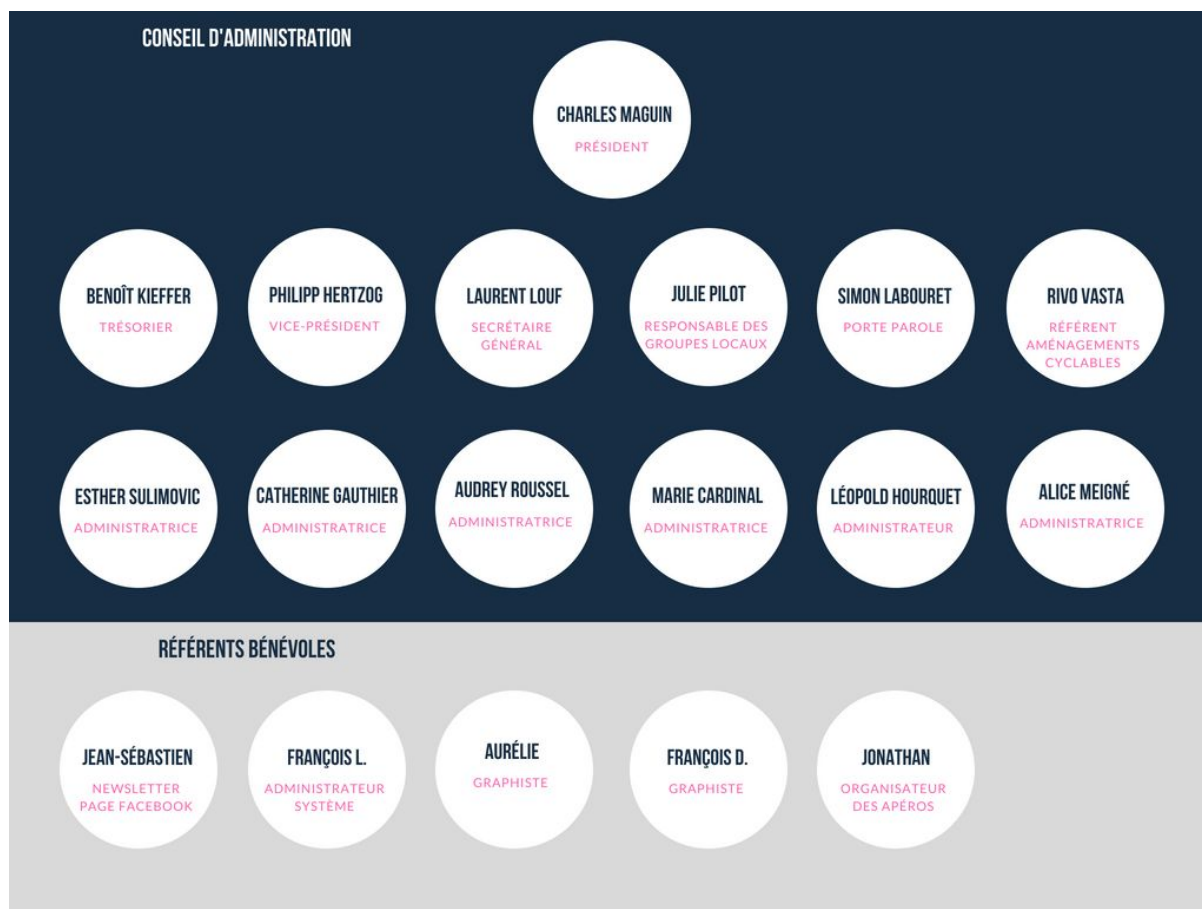 CONSEIL D'ADMINISTRATION
CHARLES MAGUIN
PRÉSIDENT
BENOÎT KIEFFER
TRÉSORIER
PHILIPP HERTZOG
VICE-PRÉSIDENT
LAURENT LOUF
SECRÉTAIRE
GÉNÉRAL
JULIE PILOT
RESPONSABLE DES
GROUPES LOCAUX
SIMON LABOURET
PORTE PAROLE
RIVO VASTA
RÉFÉRENT
AMÉNAGEMENTS
CYCLABLES
ESTHER SULIMOVIC
ADMINISTRATRICE
CATHERINE GAUTHIER
ADMINISTRATRICE
AUDREY ROUSSEL
ADMINISTRATRICE
MARIE CARDINAL
ADMINISTRATRICE
LÉOPOLD HOURQUET
ADMINISTRATEUR
ALICE MEIGNÉ
ADMINISTRATRICE
RÉFÉRENTS BÉNÉVOLES
JEAN-SÉBASTIEN
NEWSLETTER
PAGE FACEBOOK
FRANÇOIS L.
ADMINISTRATEUR
SYSTÈME
AURÉLIE
GRAPHISTE
FRANÇOIS D.
GRAPHISTE
JONATHAN
ORGANISATEUR
DES APÉROS